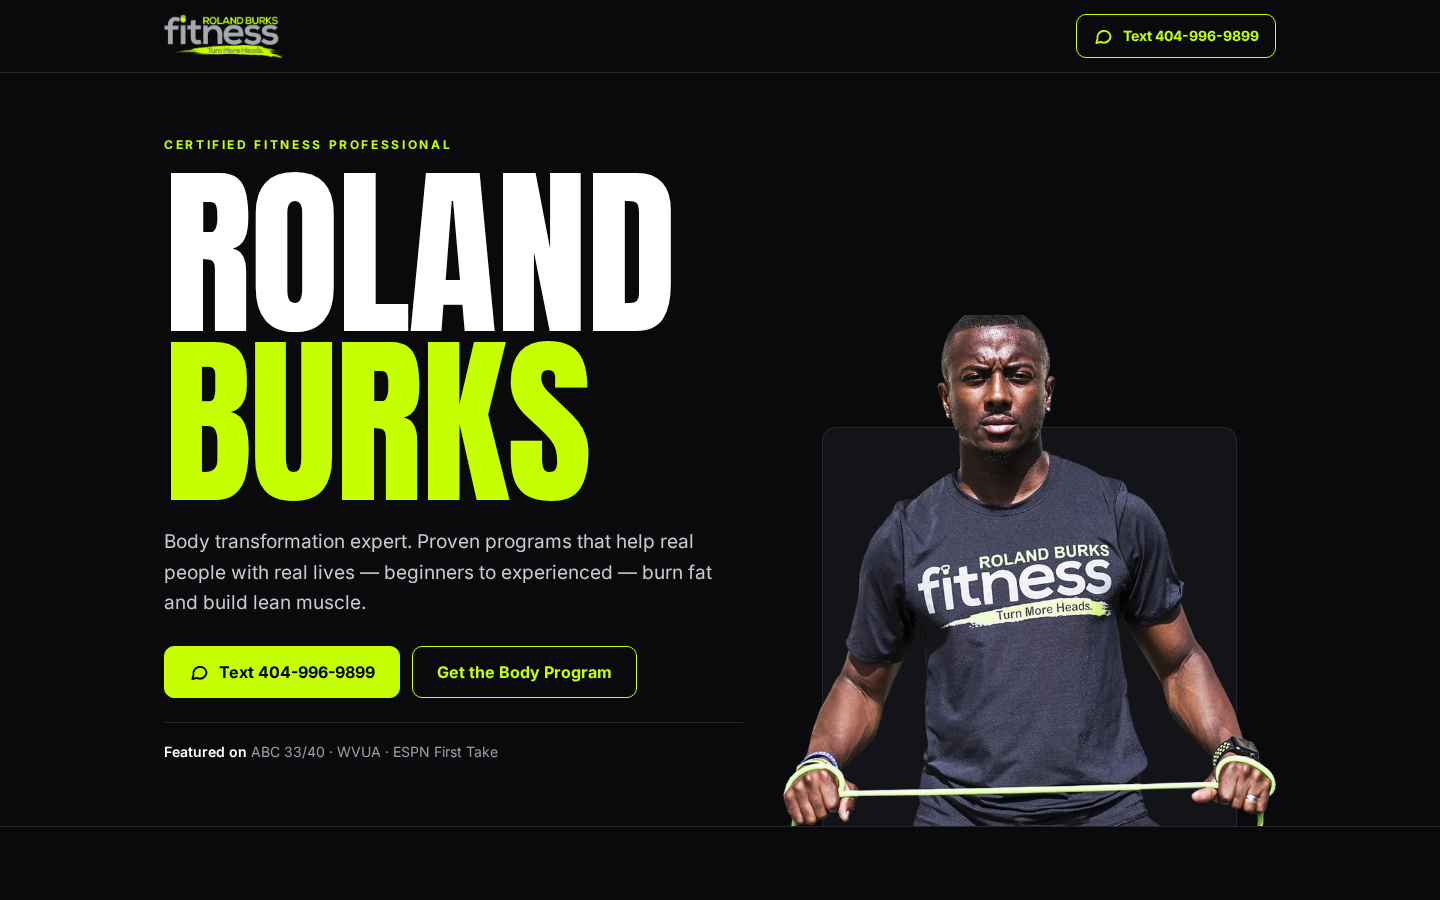 ROLAND BURKS
fitness
Turn More Heads.
Text 404-996-9899
CERTIFIED FITNESS PROFESSIONAL
ROLAND
BURKS
Body transformation expert. Proven programs that help real
people with real lives — beginners to experienced — burn fat
and build lean muscle.
Text 404-996-9899
Get the Body Program
Featured on ABC 33/40 · WVUA · ESPN First Take
ROLAND BURKS
fitness
Turn More Heads.